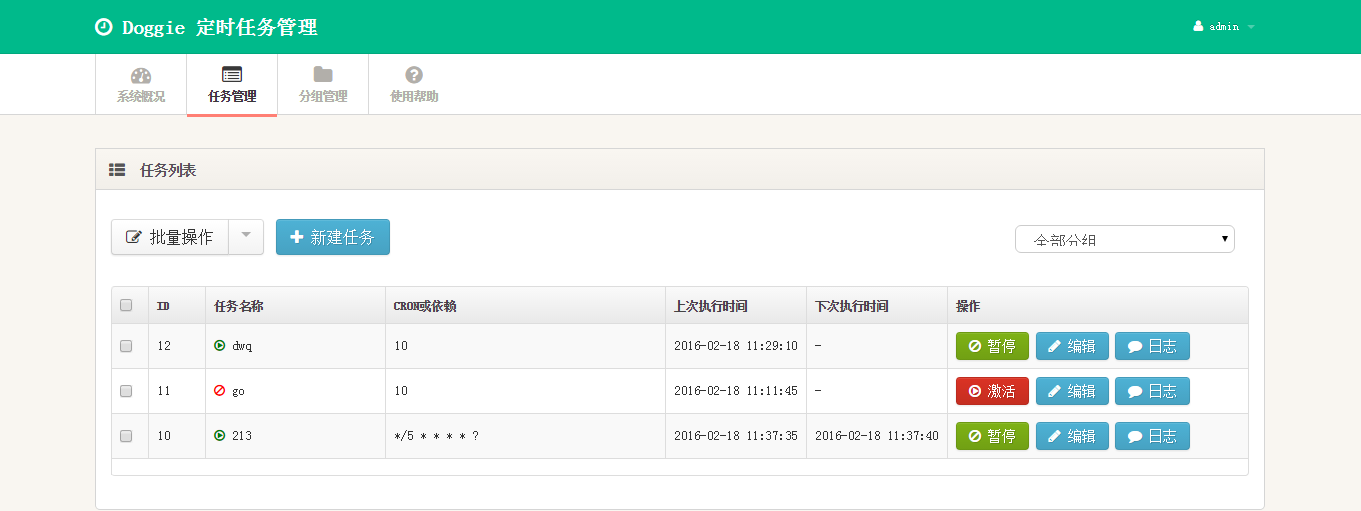 Doggie 定时任务管理
admin
系统概况 任务管理 分组管理 使用帮助
任务列表
批量操作 新建任务 全部分组
ID 任务名称 CRON或依赖 上次执行时间 下次执行时间 操作
12 dwq 10 2016-02-18 11:29:10 - 暂停 编辑 日志
11 go 10 2016-02-18 11:11:45 - 激活 编辑 日志
10 213 */5 * * * * ? 2016-02-18 11:37:35 2016-02-18 11:37:40 暂停 编辑 日志